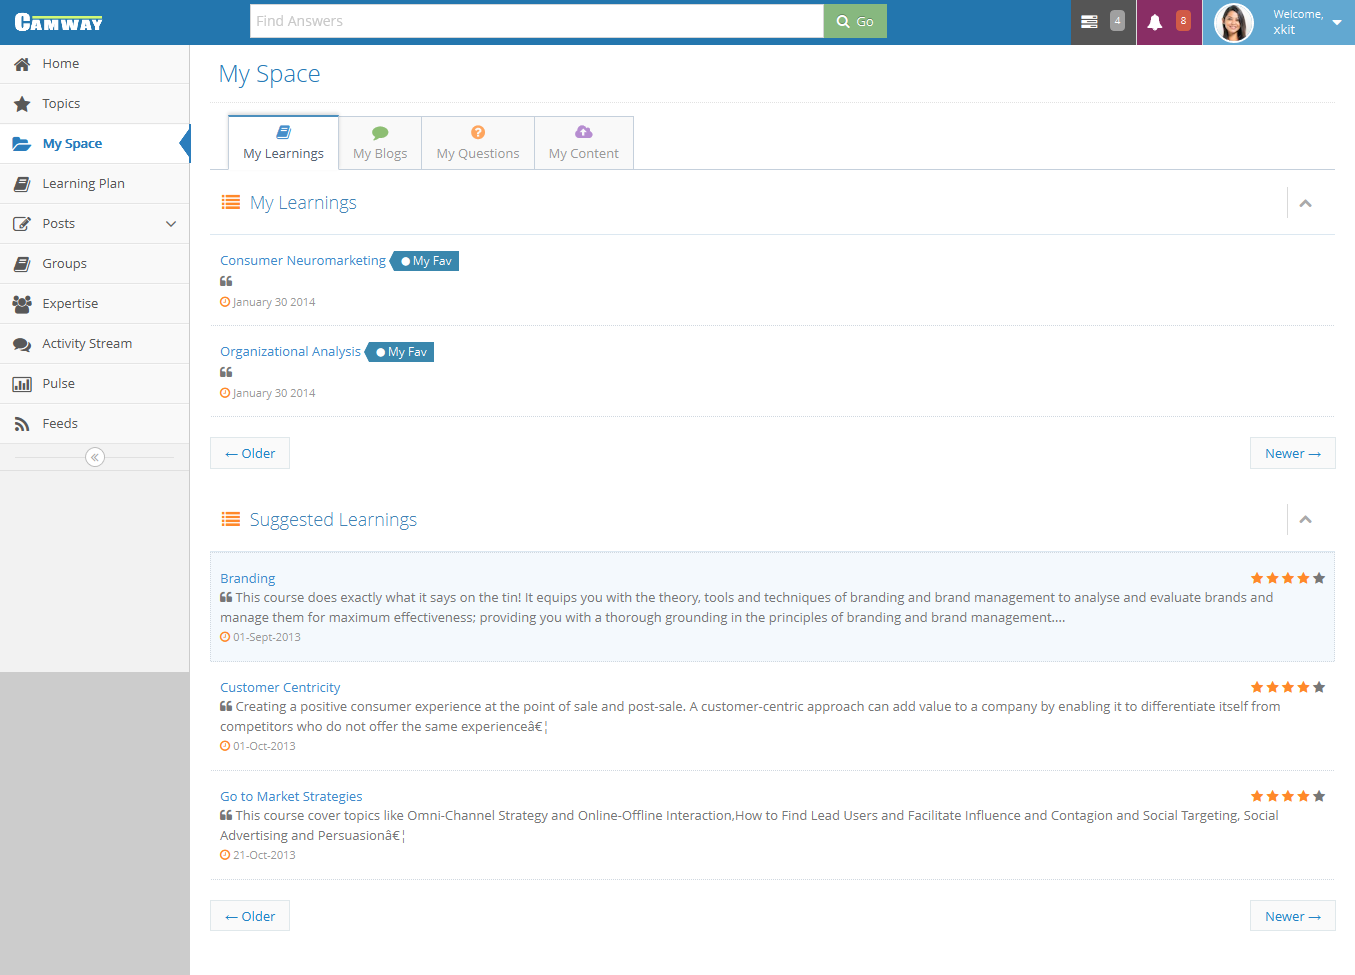 CAMWAY
Find Answers
Go
4
8
Welcome,
xkit
Home
Topics
My Space
Learning Plan
Posts
Groups
Expertise
Activity Stream
Pulse
Feeds
My Space
My Learnings
My Blogs
My Questions
My Content
My Learnings
Consumer Neuromarketing My Fav
January 30 2014
Organizational Analysis My Fav
January 30 2014
← Older
Newer →
Suggested Learnings
Branding
This course does exactly what it says on the tin! It equips you with the theory, tools and techniques of branding and brand management to analyse and evaluate brands and
manage them for maximum effectiveness; providing you with a thorough grounding in the principles of branding and brand management....
01-Sept-2013
Customer Centricity
Creating a positive consumer experience at the point of sale and post-sale. A customer-centric approach can add value to a company by enabling it to differentiate itself from
competitors who do not offer the same experienceâ€¦
01-Oct-2013
Go to Market Strategies
This course cover topics like Omni-Channel Strategy and Online-Offline Interaction,How to Find Lead Users and Facilitate Influence and Contagion and Social Targeting, Social
Advertising and Persuasionâ€¦
21-Oct-2013
← Older
Newer →